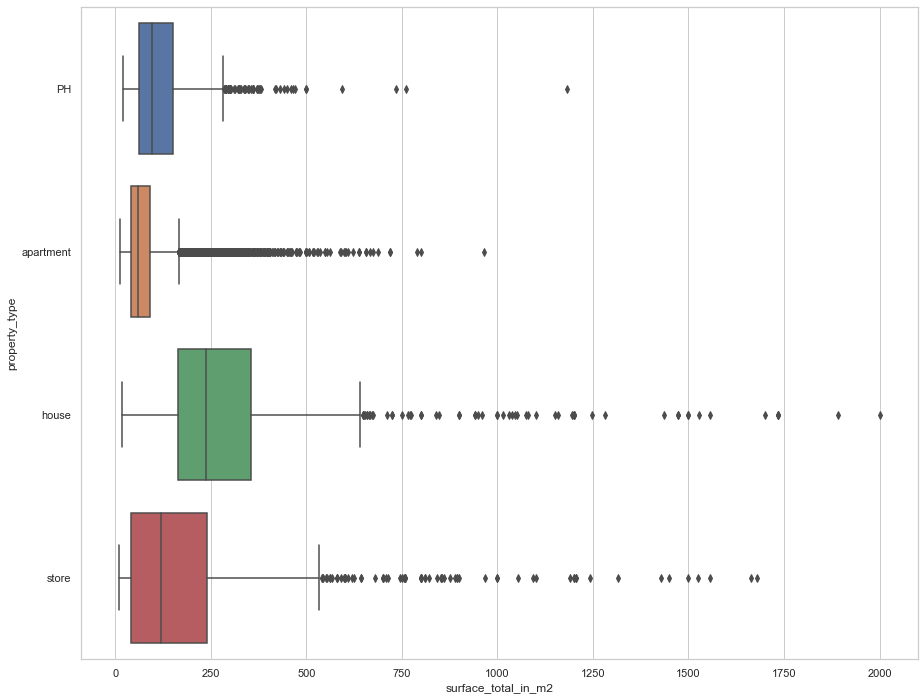 PH
apartment
house
store
property_type
0 250 500 750 1000 1250 1500 1750 2000
surface_total_in_m2